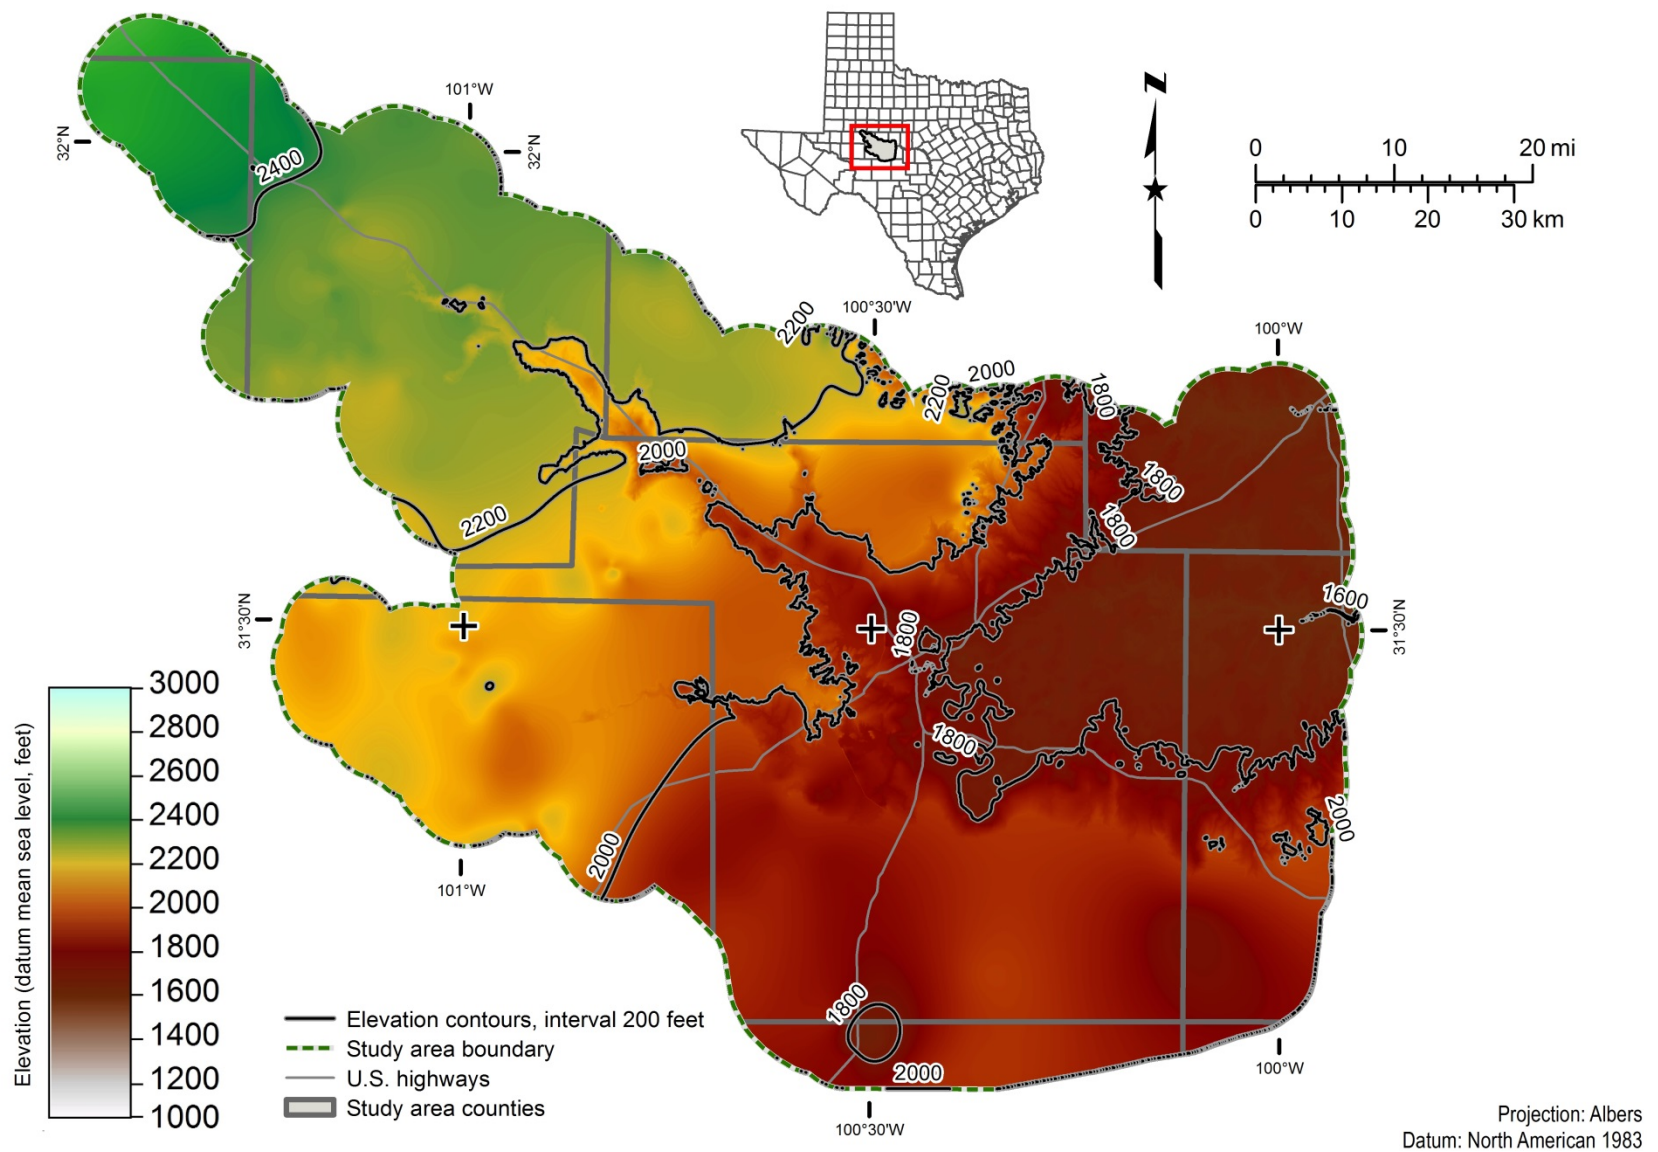 101°W
32°N
32°N
N
0 10 20 mi
0 10 20 30 km
2400
2200
100°30'W
100°W
2000
2200
1800
2000
1800
2200
1800
1600
31°30'N
1800
31°30'N
1800
2000
2000
101°W
1800
2000
100°W
100°30'W
Elevation (datum mean sea level, feet)
3000
2800
2600
2400
2200
2000
1800
1600
1400
1200
1000
Elevation contours, interval 200 feet
Study area boundary
U.S. highways
Study area counties
Projection: Albers
Datum: North American 1983